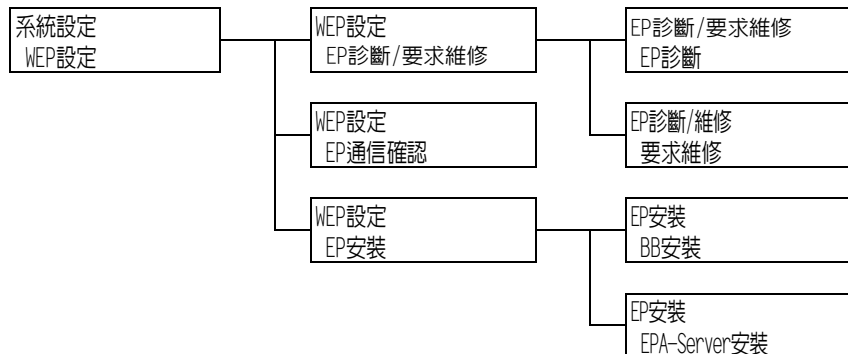 系統設定
WEP設定
WEP設定
EP診斷/要求維修
EP診斷/要求維修
EP診斷
WEP設定
EP通信確認
EP診斷/維修
要求維修
WEP設定
EP安裝
EP安裝
BB安裝
EP安裝
EPA-Server安裝